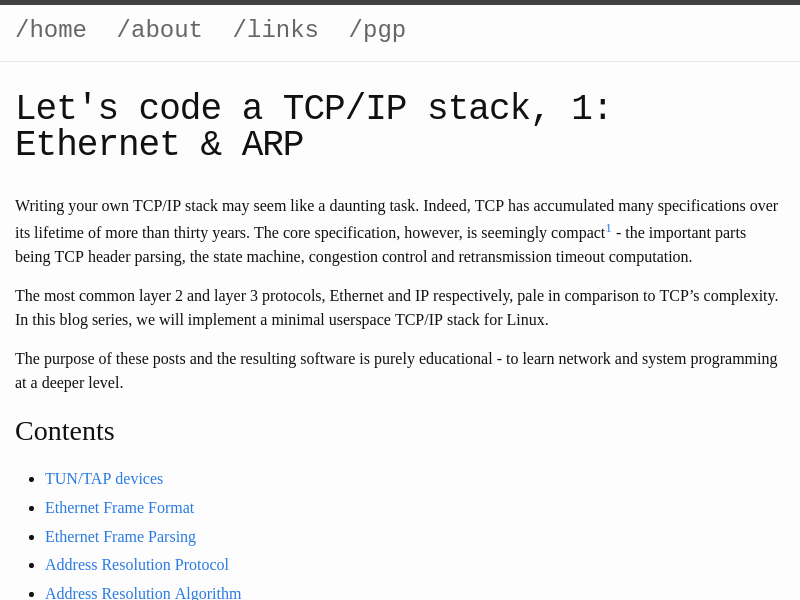 /home /about /links /pgp
Let's code a TCP/IP stack, 1:
Ethernet & ARP
Writing your own TCP/IP stack may seem like a daunting task. Indeed, TCP has accumulated many specifications over
its lifetime of more than thirty years. The core specification, however, is seemingly compact1 - the important parts
being TCP header parsing, the state machine, congestion control and retransmission timeout computation.
The most common layer 2 and layer 3 protocols, Ethernet and IP respectively, pale in comparison to TCP’s complexity.
In this blog series, we will implement a minimal userspace TCP/IP stack for Linux.
The purpose of these posts and the resulting software is purely educational - to learn network and system programming
at a deeper level.
Contents
TUN/TAP devices
Ethernet Frame Format
Ethernet Frame Parsing
Address Resolution Protocol
Address Resolution Algorithm